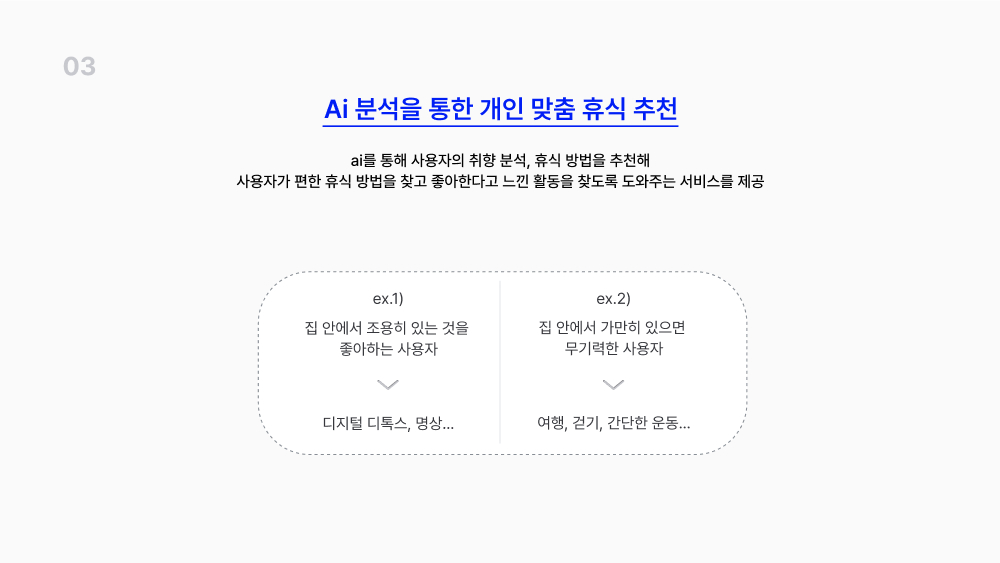 03
Ai 분석을 통한 개인 맞춤 휴식 추천
ai를 통해 사용자의 취향 분석, 휴식 방법을 추천해
사용자가 편한 휴식 방법을 찾고 좋아한다고 느낀 활동을 찾도록 도와주는 서비스를 제공
ex.1)
집 안에서 조용히 있는 것을
좋아하는 사용자
디지털 디톡스, 명상...
ex.2)
집 안에서 가만히 있으면
무기력한 사용자
여행, 걷기, 간단한 운동...